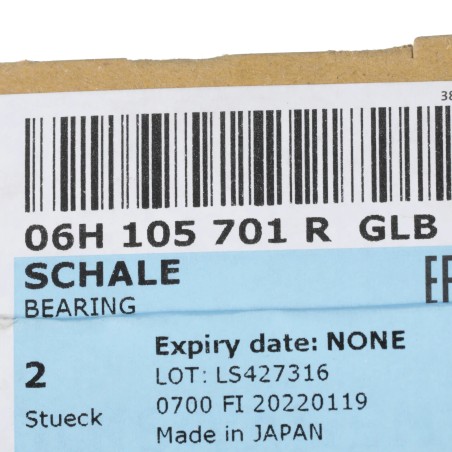 38
06H 105 701 R GLB
SCHALE
BEARING
2
Stueck
Expiry date: NONE
LOT: LS427316
0700 FI 20220119
Made in JAPAN